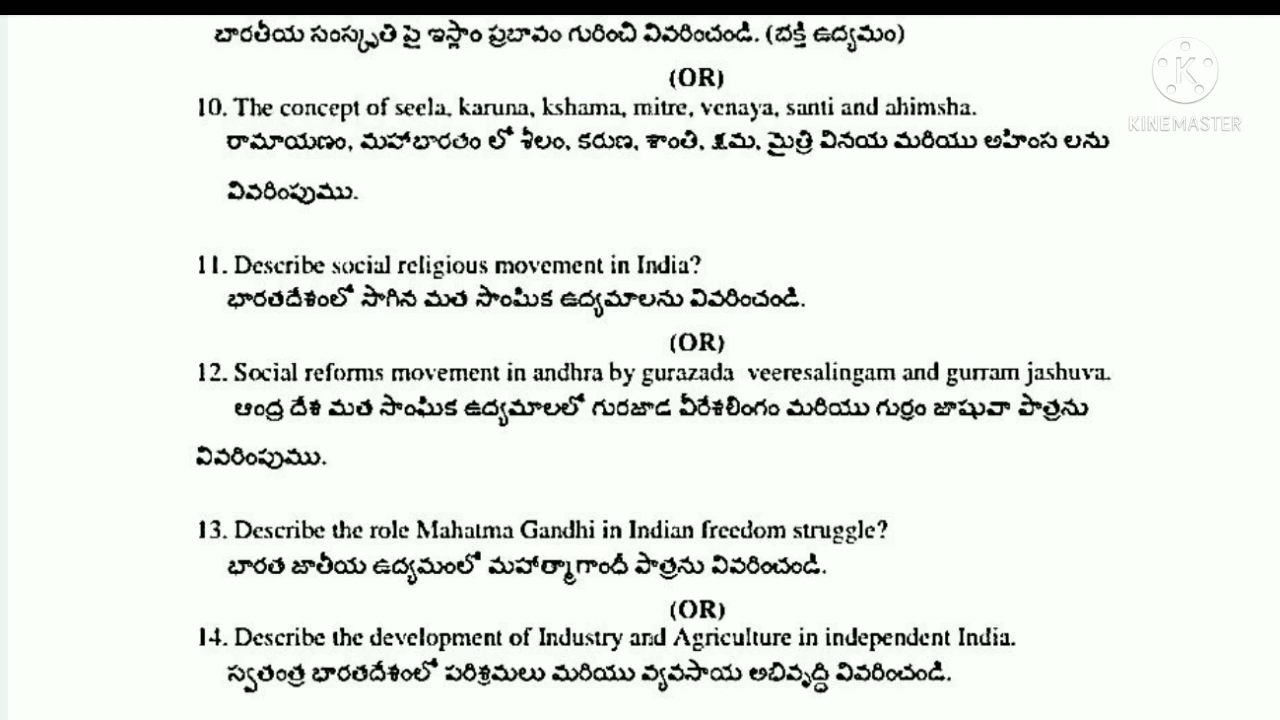 బారతీయ సంస్కృతి పై ఇస్లాం ప్రబావం గురించి వివరించండి. (బక్తి ఉద్యమం)
(OR)
K
KINEMASTER
10. The concept of seela, karuna, kshama, mitre, venaya, santi and ahimsha.
రామాయణం, మహాబారతం లో శీలం, కరుణ, శాంతి, క్షమ, మైత్రి వినయ మరియు అహింస లను
వివరింపుము.
11. Describe social religious movement in India?
భారతదేశంలో సాగిన మత సాంఘిక ఉద్యమాలను వివరించండి.
(OR)
12. Social reforms movement in andhra by gurazada veeresalingam and gurram jashuva.
ఆంధ్ర దేశ మత సాంఘిక ఉద్యమాలలో గురజాడ వీరేశలింగం మరియు గుర్రం జాషువా పాత్రను
వివరింపుము.
13. Describe the role Mahatma Gandhi in Indian freedom struggle?
భారత జాతీయ ఉద్యమంలో మహాత్మాగాంధీ పాత్రను వివరించండి.
(OR)
14. Describe the development of Industry and Agriculture in independent India.
స్వతంత్ర భారతదేశంలో పరిశ్రమలు మరియు వ్యవసాయ అభివృద్ధి వివరించండి.